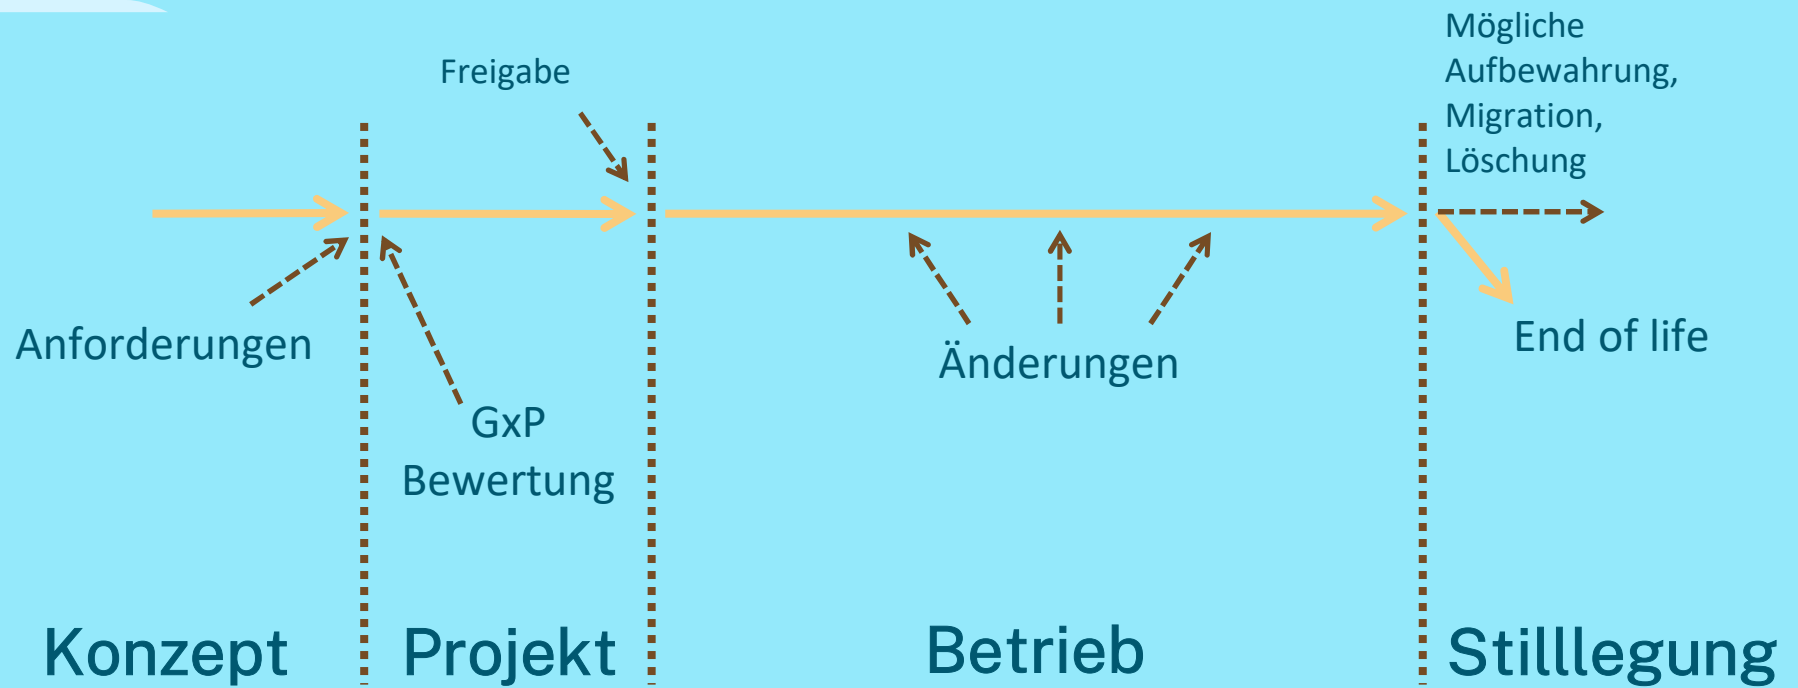 Mögliche
Aufbewahrung,
Migration,
Löschung
Freigabe
Anforderungen
GxP
Bewertung
Änderungen
End of life
Konzept
Projekt
Betrieb
Stilllegung